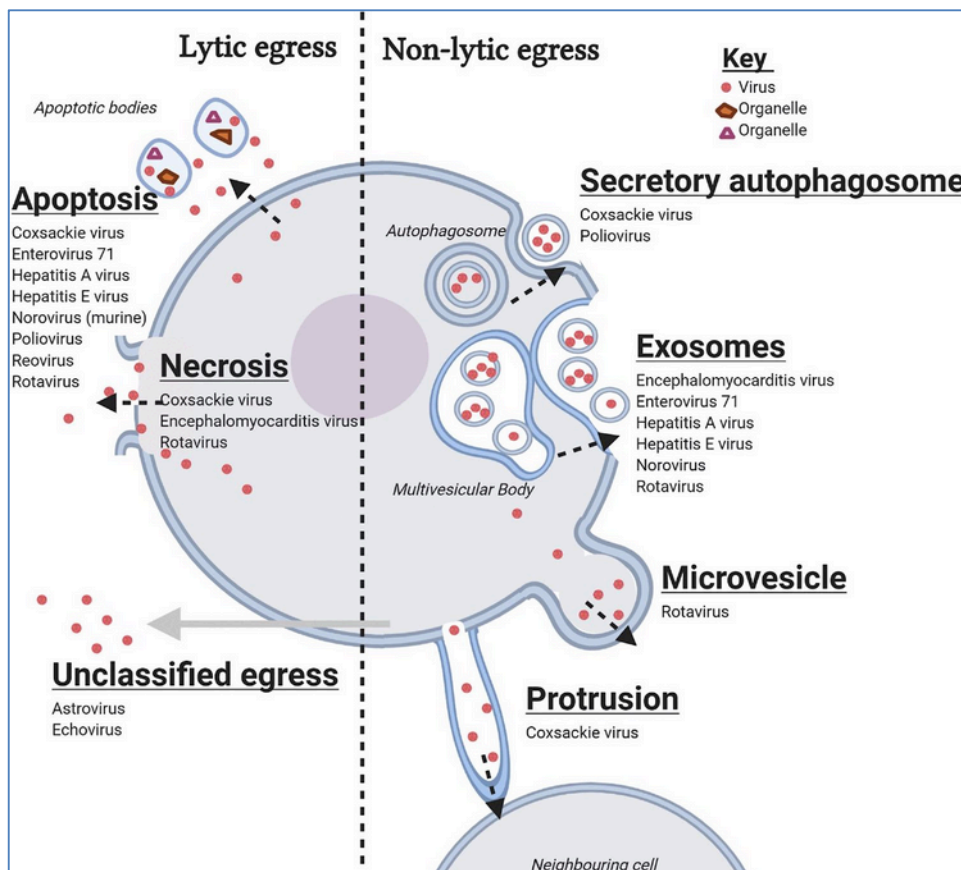 Lytic egress
Non-lytic egress
Key
Virus
Organelle
Organelle
Apoptotic bodies
Apoptosis
Coxsackie virus
Enterovirus 71
Hepatitis A virus
Hepatitis E virus
Norovirus (murine)
Poliovirus
Reovirus
Rotavirus
Necrosis
Coxsackie virus
Encephalomyocarditis virus
Rotavirus
Unclassified egress
Astrovirus
Echovirus
Autophagosome
Secretory autophagosome
Coxsackie virus
Poliovirus
Multivesicular Body
Exosomes
Encephalomyocarditis virus
Enterovirus 71
Hepatitis A virus
Hepatitis E virus
Norovirus
Rotavirus
Microvesicle
Rotavirus
Protrusion
Coxsackie virus
Neighbouring cell